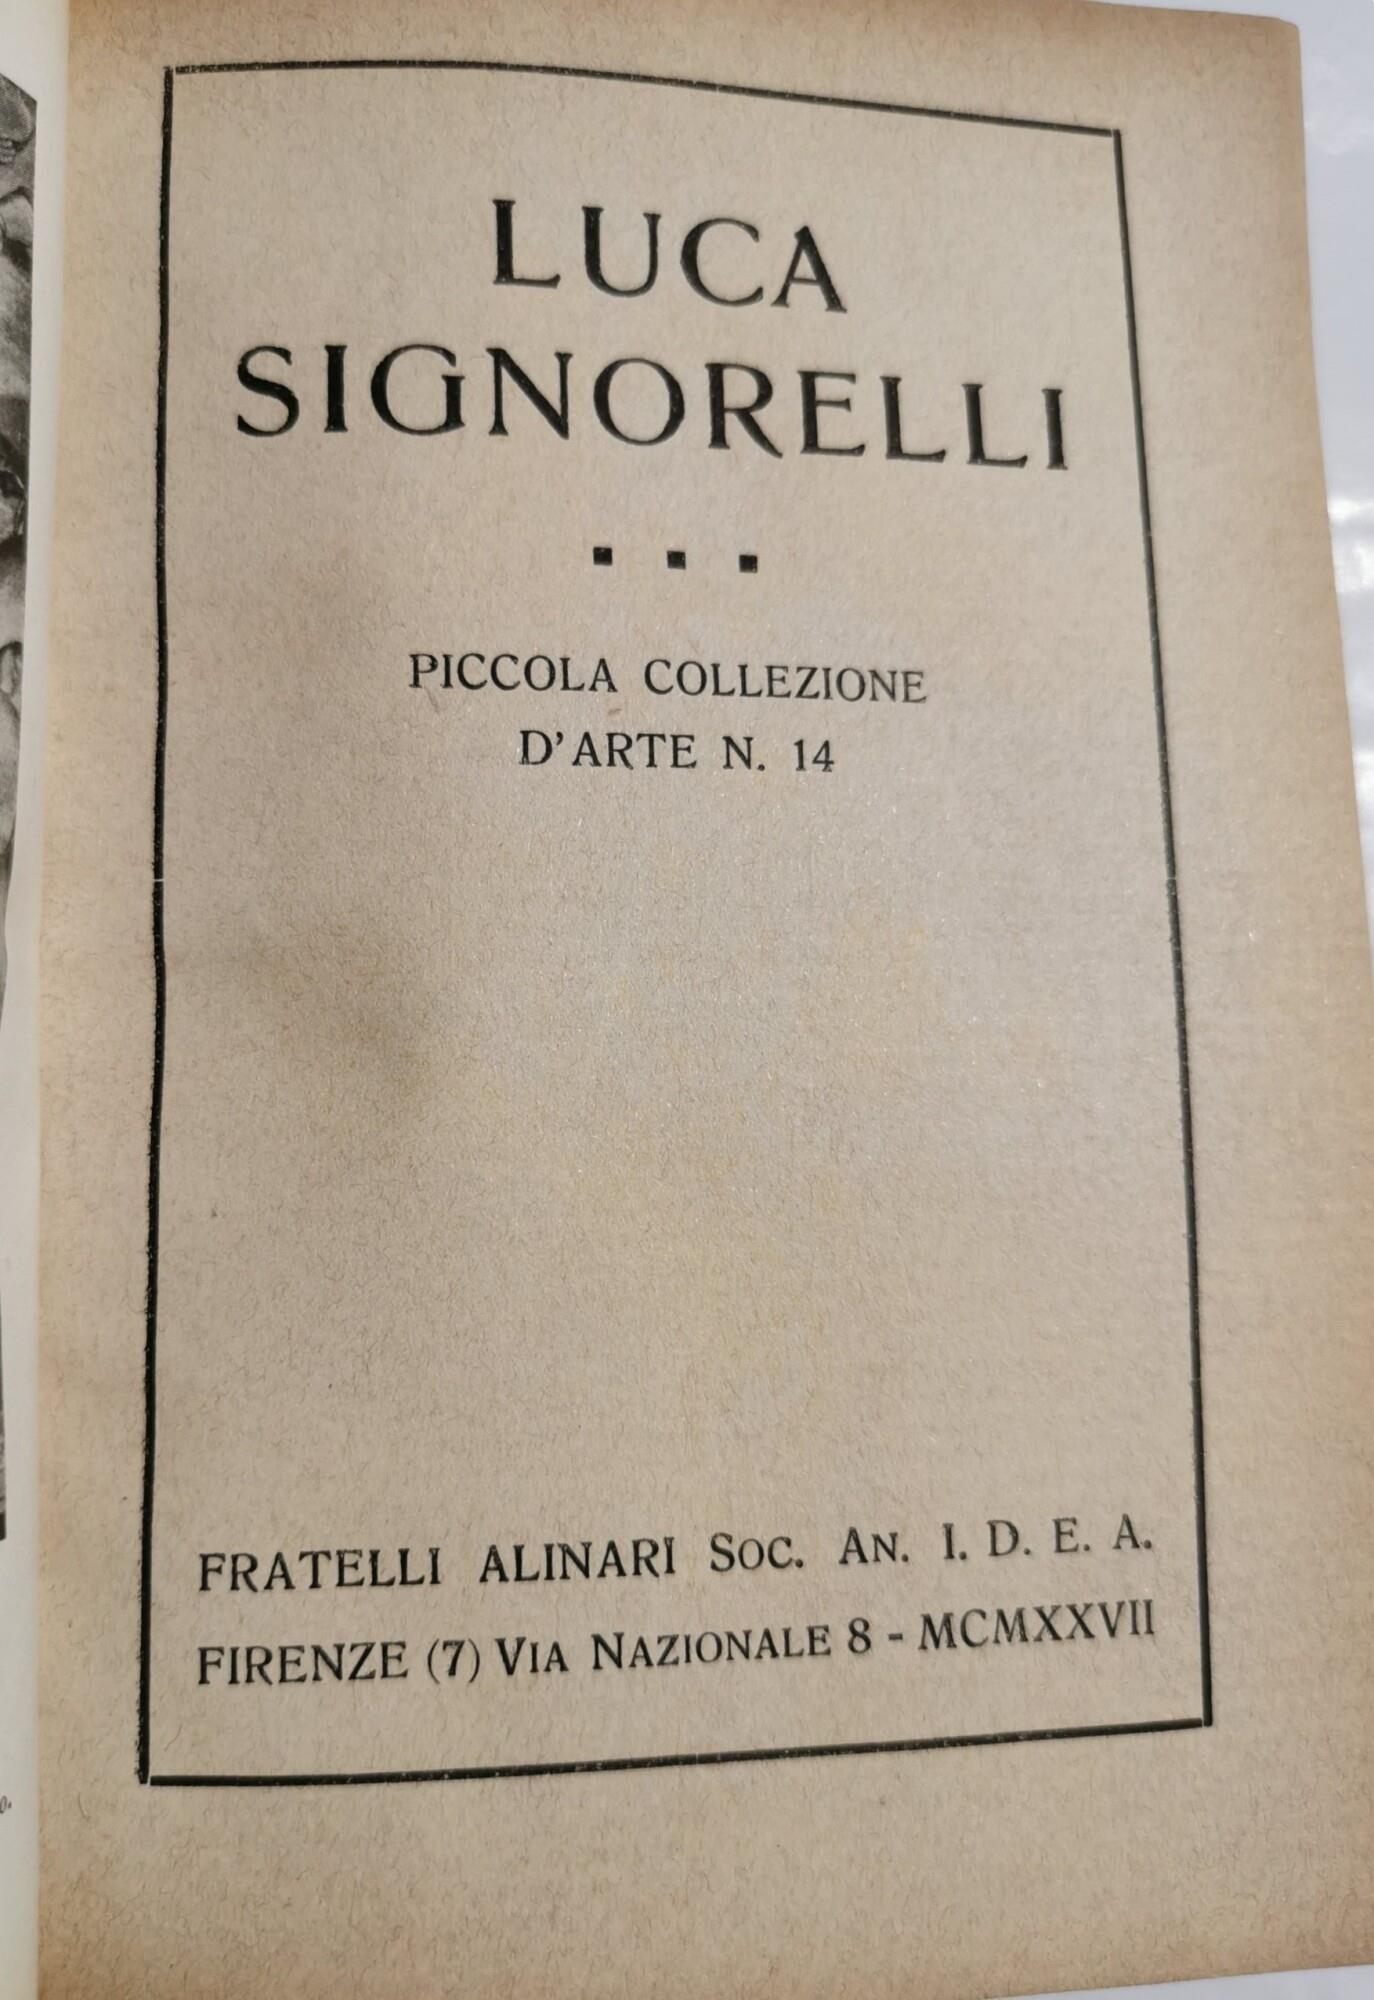 LUCA
SIGNORELLI
PICCOLA COLLEZIONE
D'ARTE N. 14
FRATELLI ALINARI SOC. AN. I. D. E. A.
FIRENZE (7) VIA NAZIONALE 8 - MCMXXVII